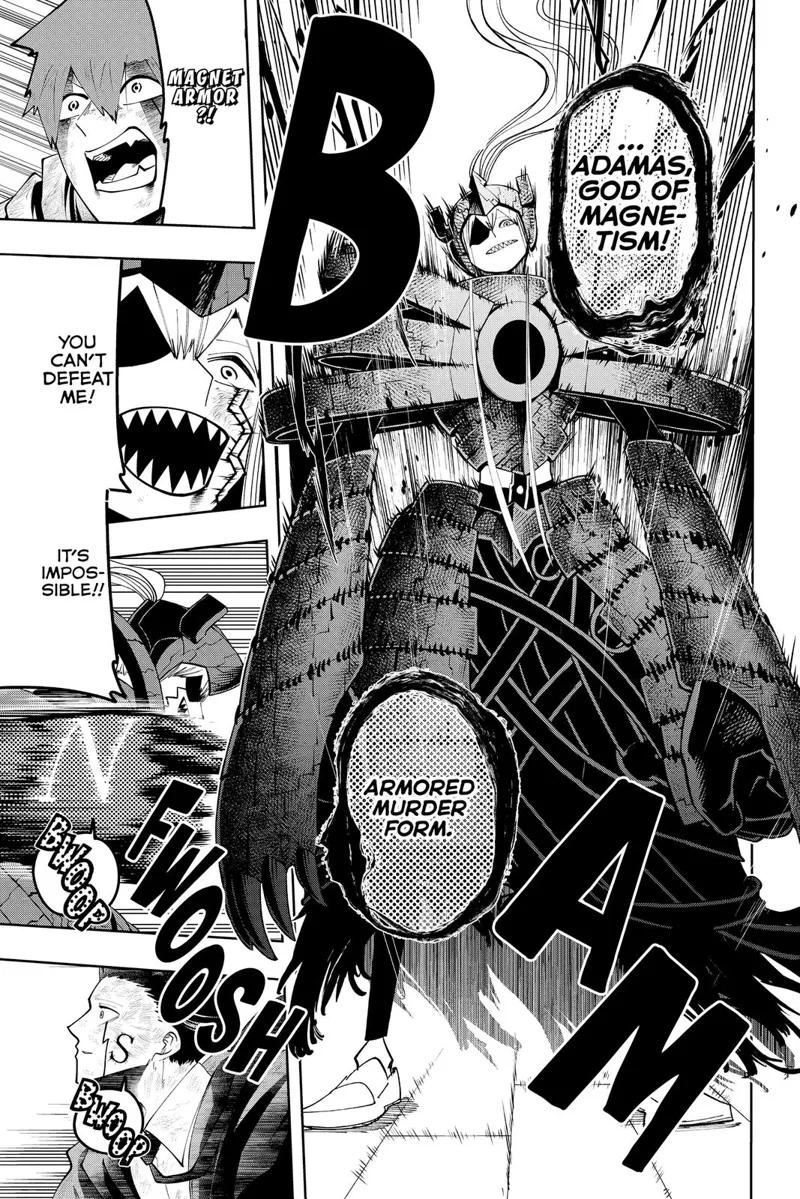 ...
ADAMAS,
GOD OF
MAGNE-
TISM!
BAM
ARMORED
MURDER
FORM.
MAGNET
ARMOR
?!
YOU
CAN'T
DEFEAT
ME!
IT'S
IMPOS-
SIBLE!!
N
BWOOP
FWOOSH
S
BWOOP